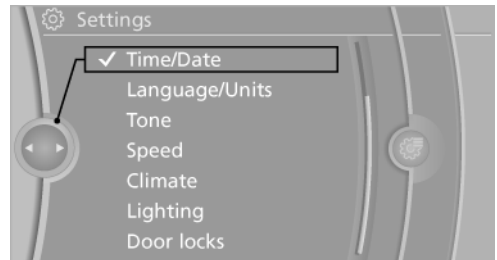 Settings
Time/Date
Language/Units
Tone
Speed
Climate
Lighting
Door locks